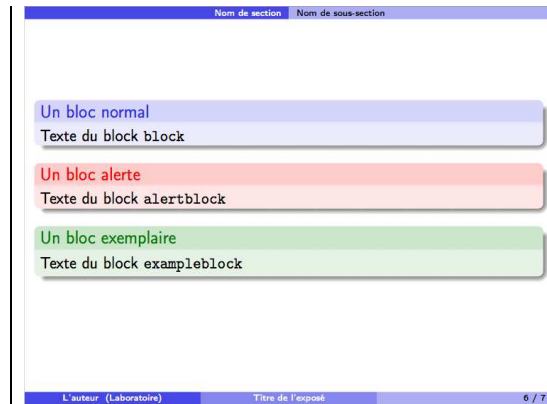 Nom de section Nom de sous-section
Un bloc normal
Texte du block block
Un bloc alerte
Texte du block alertblock
Un bloc exemplaire
Texte du block exampleblock
L'auteur (Laboratoire) Titre de l'exposé 6 / 7